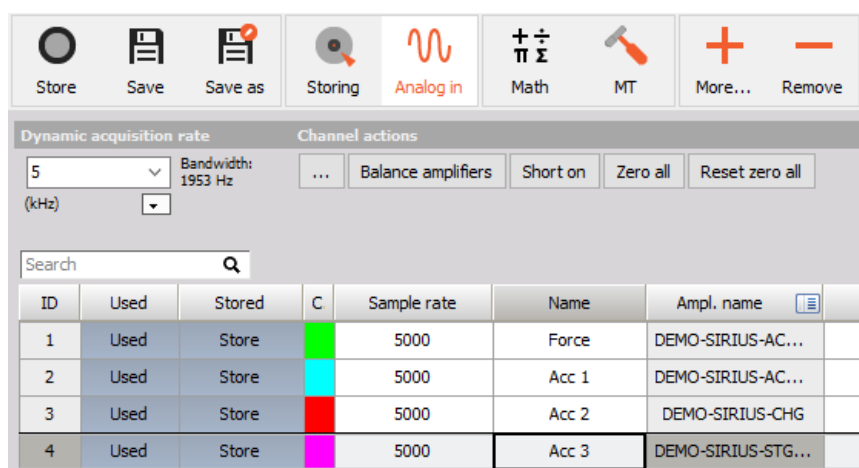 Store Save Save as Storing Analog in Math MT More... Remove
Dynamic acquisition rate Channel actions
5 Bandwidth: 1953 Hz ... Balance amplifiers Short on Zero all Reset zero all
(kHz)
Search
ID Used Stored C Sample rate Name Ampl. name
1 Used Store 5000 Force DEMO-SIRIUS-AC...
2 Used Store 5000 Acc 1 DEMO-SIRIUS-AC...
3 Used Store 5000 Acc 2 DEMO-SIRIUS-CHG
4 Used Store 5000 Acc 3 DEMO-SIRIUS-STG...